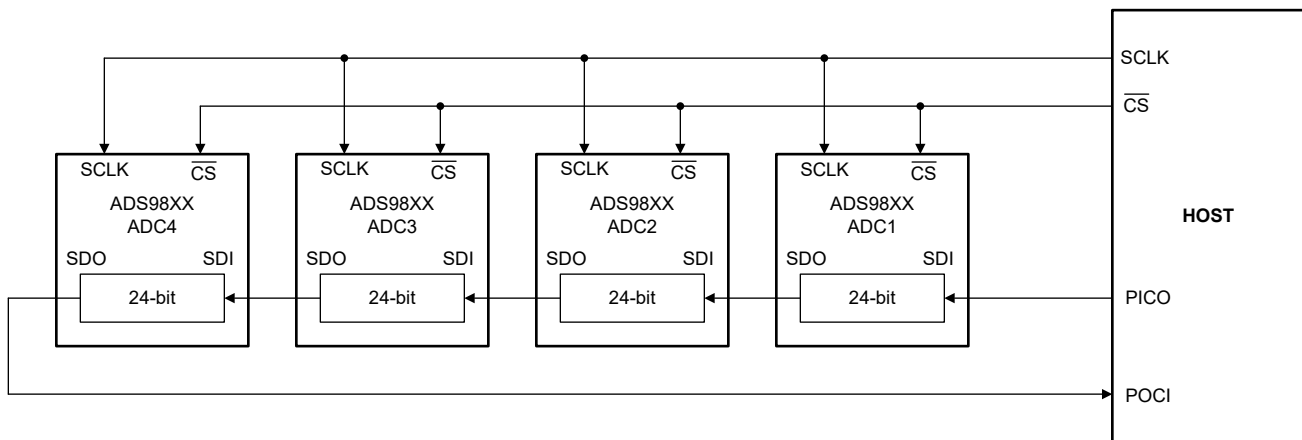 SCLK
CS
HOST
PICO
POCI
SCLK CS
ADS98XX
ADC4
SDO SDI
24-bit
SCLK CS
ADS98XX
ADC3
SDO SDI
24-bit
SCLK CS
ADS98XX
ADC2
SDO SDI
24-bit
SCLK CS
ADS98XX
ADC1
SDO SDI
24-bit